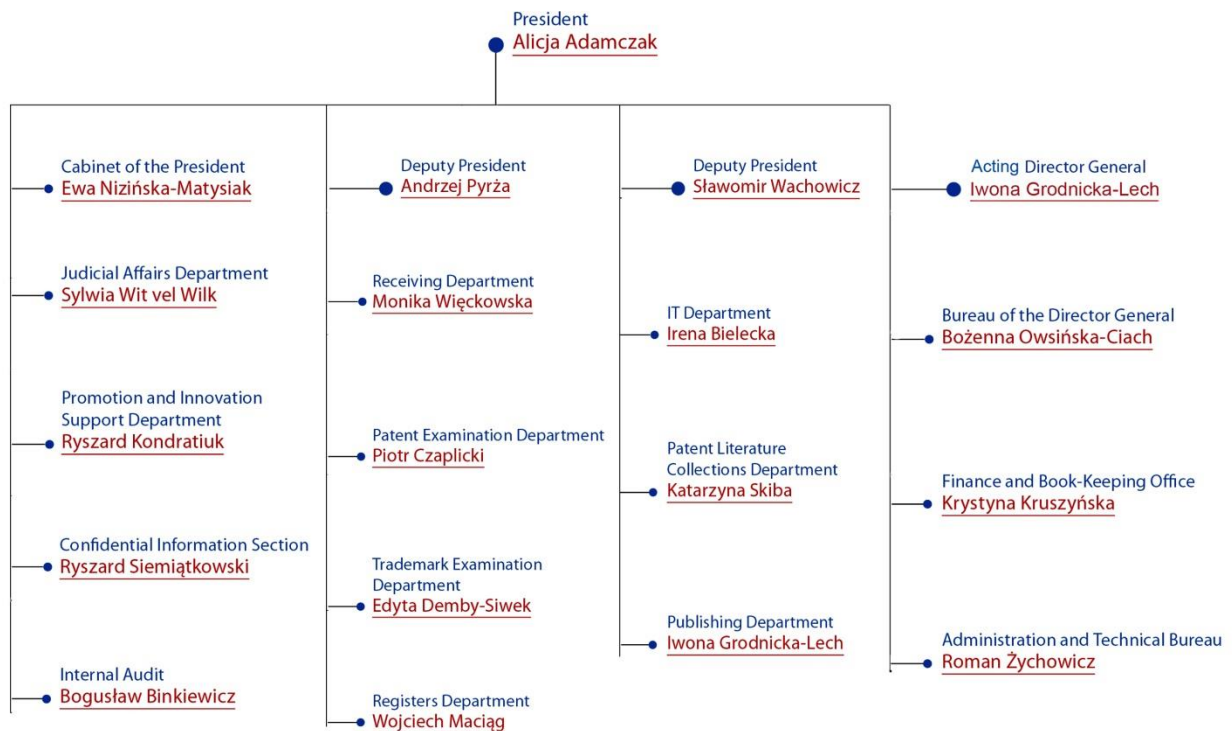 President
Alicja Adamczak
Cabinet of the President
Ewa Nizińska-Matysiak
Judicial Affairs Department
Sylwia Wit vel Wilk
Promotion and Innovation
Support Department
Ryszard Kondratiuk
Confidential Information Section
Ryszard Siemiątkowski
Internal Audit
Bogusław Binkiewicz
Deputy President
Andrzej Pyrża
Receiving Department
Monika Więckowska
Patent Examination Department
Piotr Czaplicki
Trademark Examination
Department
Edyta Demby-Siwek
Registers Department
Wojciech Maciąg
Deputy President
Sławomir Wachowicz
IT Department
Irena Bielecka
Patent Literature
Collections Department
Katarzyna Skiba
Publishing Department
Iwona Grodnicka-Lech
Acting Director General
Iwona Grodnicka-Lech
Bureau of the Director General
Bożenna Owsińska-Ciach
Finance and Book-Keeping Office
Krystyna Kruszyńska
Administration and Technical Bureau
Roman Żychowicz